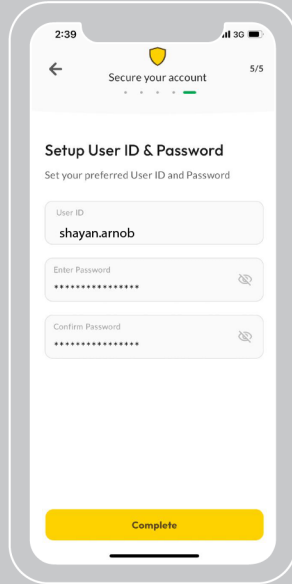 2:39
3G
Secure your account
5/5
Setup User ID & Password
Set your preferred User ID and Password
User ID
shayan.arnob
Enter Password
****************
Confirm Password
****************
Complete